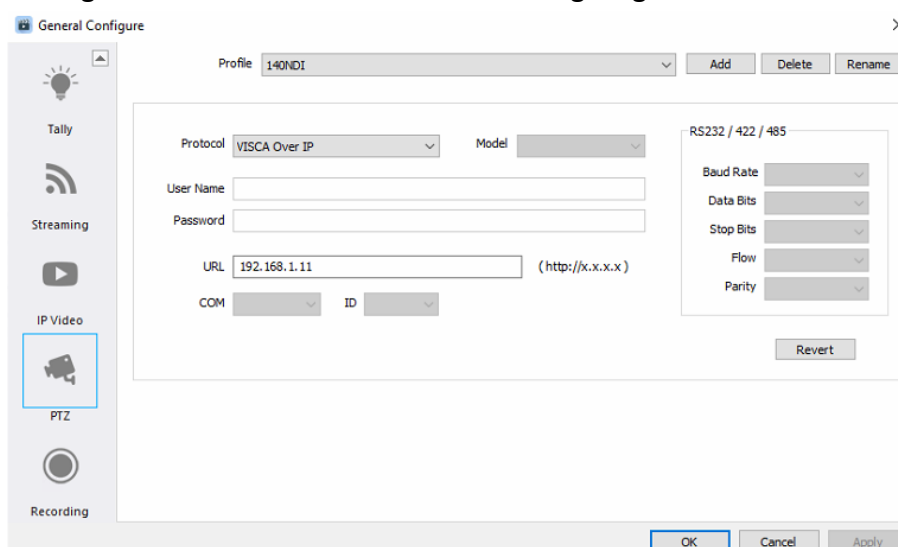 General Configure
Profile 140NDI Add Delete Rename
Tally
Protocol VISCA Over IP Model
RS232 / 422 / 485
User Name
Password
Baud Rate
Data Bits
Stop Bits
Flow
Parity
Streaming
URL 192.168.1.11 (http://x.x.x.x)
COM ID
IP Video
Revert
PTZ
Recording
OK Cancel Apply